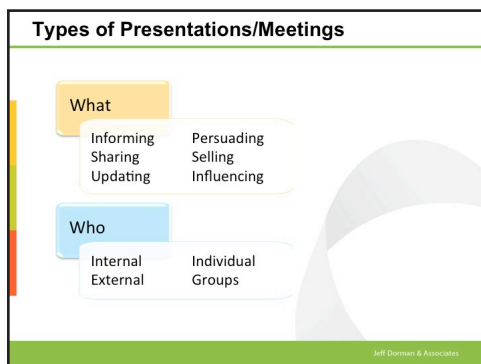 Types of Presentations/Meetings
What
Informing Persuading
Sharing Selling
Updating Influencing
Who
Internal Individual
External Groups
Jeff Dorman & Associates